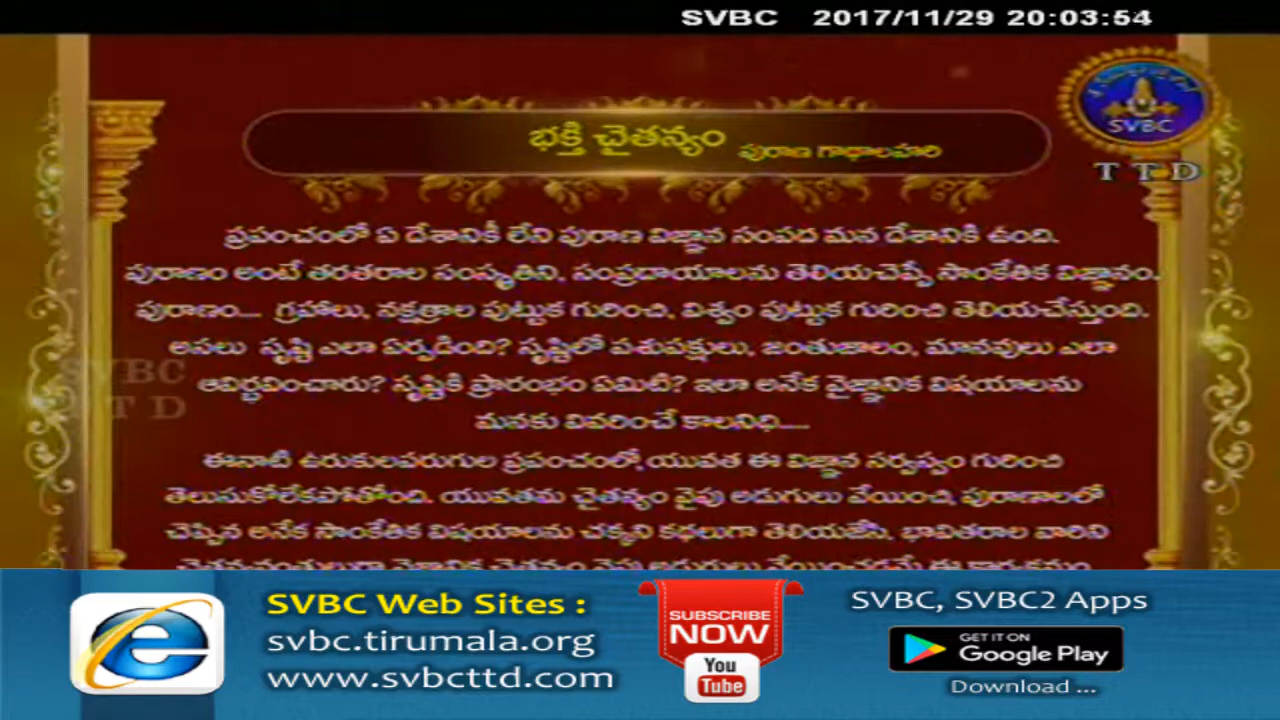 SVBC 2017/11/29 20:03:54
SVBC
T T D
భక్తి చైతన్యం పురాణ గాథాలహరి
ప్రపంచంలో ఏ దేశానికీ లేని పురాణ విజ్ఞాన సంపద మన దేశానికి ఉంది.
పురాణం అంటే తరతరాల సంస్కృతిని, సంప్రదాయాలను తెలియచెప్పే సాంకేతిక విజ్ఞానం.
పురాణం.... గ్రహాలు, నక్షత్రాల పుట్టుక గురించి, విశ్వం పుట్టుక గురించి తెలియచేస్తుంది.
అసలు సృష్టి ఎలా ఏర్పడింది? సృష్టిలో పశుపక్షులు, జంతుజాలం, మానవులు ఎలా
ఆవిర్భవించారు? సృష్టికి ప్రారంభం ఏమిటి? ఇలా అనేక వైజ్ఞానిక విషయాలను
మనకు వివరించే కాలనిధి.....
SVBC
T D
ఈనాటి ఉరుకులపరుగుల ప్రపంచంలో, యువత ఈ విజ్ఞాన సర్వస్వం గురించి
తెలుసుకోలేకపోతోంది. యువతను చైతన్యం వైపు అడుగులు వేయించి, పురాణాలలో
చెప్పిన అనేక సాంకేతిక విషయాలను చక్కని కథలుగా తెలియజేసి, భావితరాల వారిని
SVBC Web Sites :
svbc.tirumala.org
www.svbcttd.com
SUBSCRIBE
NOW
You
Tube
SVBC, SVBC2 Apps
GET IT ON
Google Play
Download ...